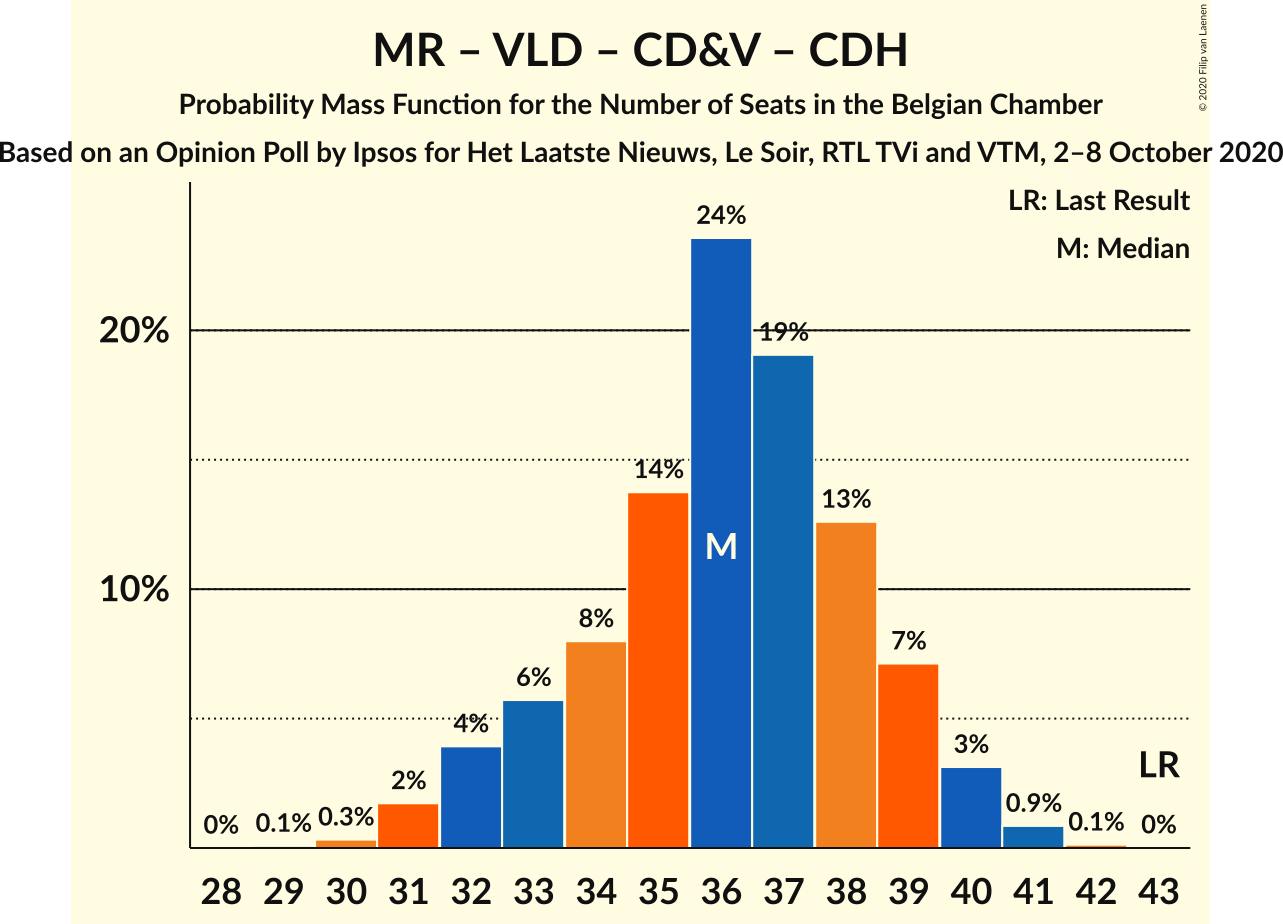 MR – VLD – CD&V – CDH
© 2020 Filip van Laenen
Probability Mass Function for the Number of Seats in the Belgian Chamber
Based on an Opinion Poll by Ipsos for Het Laatste Nieuws, Le Soir, RTL TVi and VTM, 2–8 October 2020
LR: Last Result
M: Median
24%
20%
19%
14%
13%
M
10%
8%
7%
6%
4%
3%
LR
2%
0%
0.1%
0.3%
0.9%
0.1%
0%
28 29 30 31 32 33 34 35 36 37 38 39 40 41 42 43